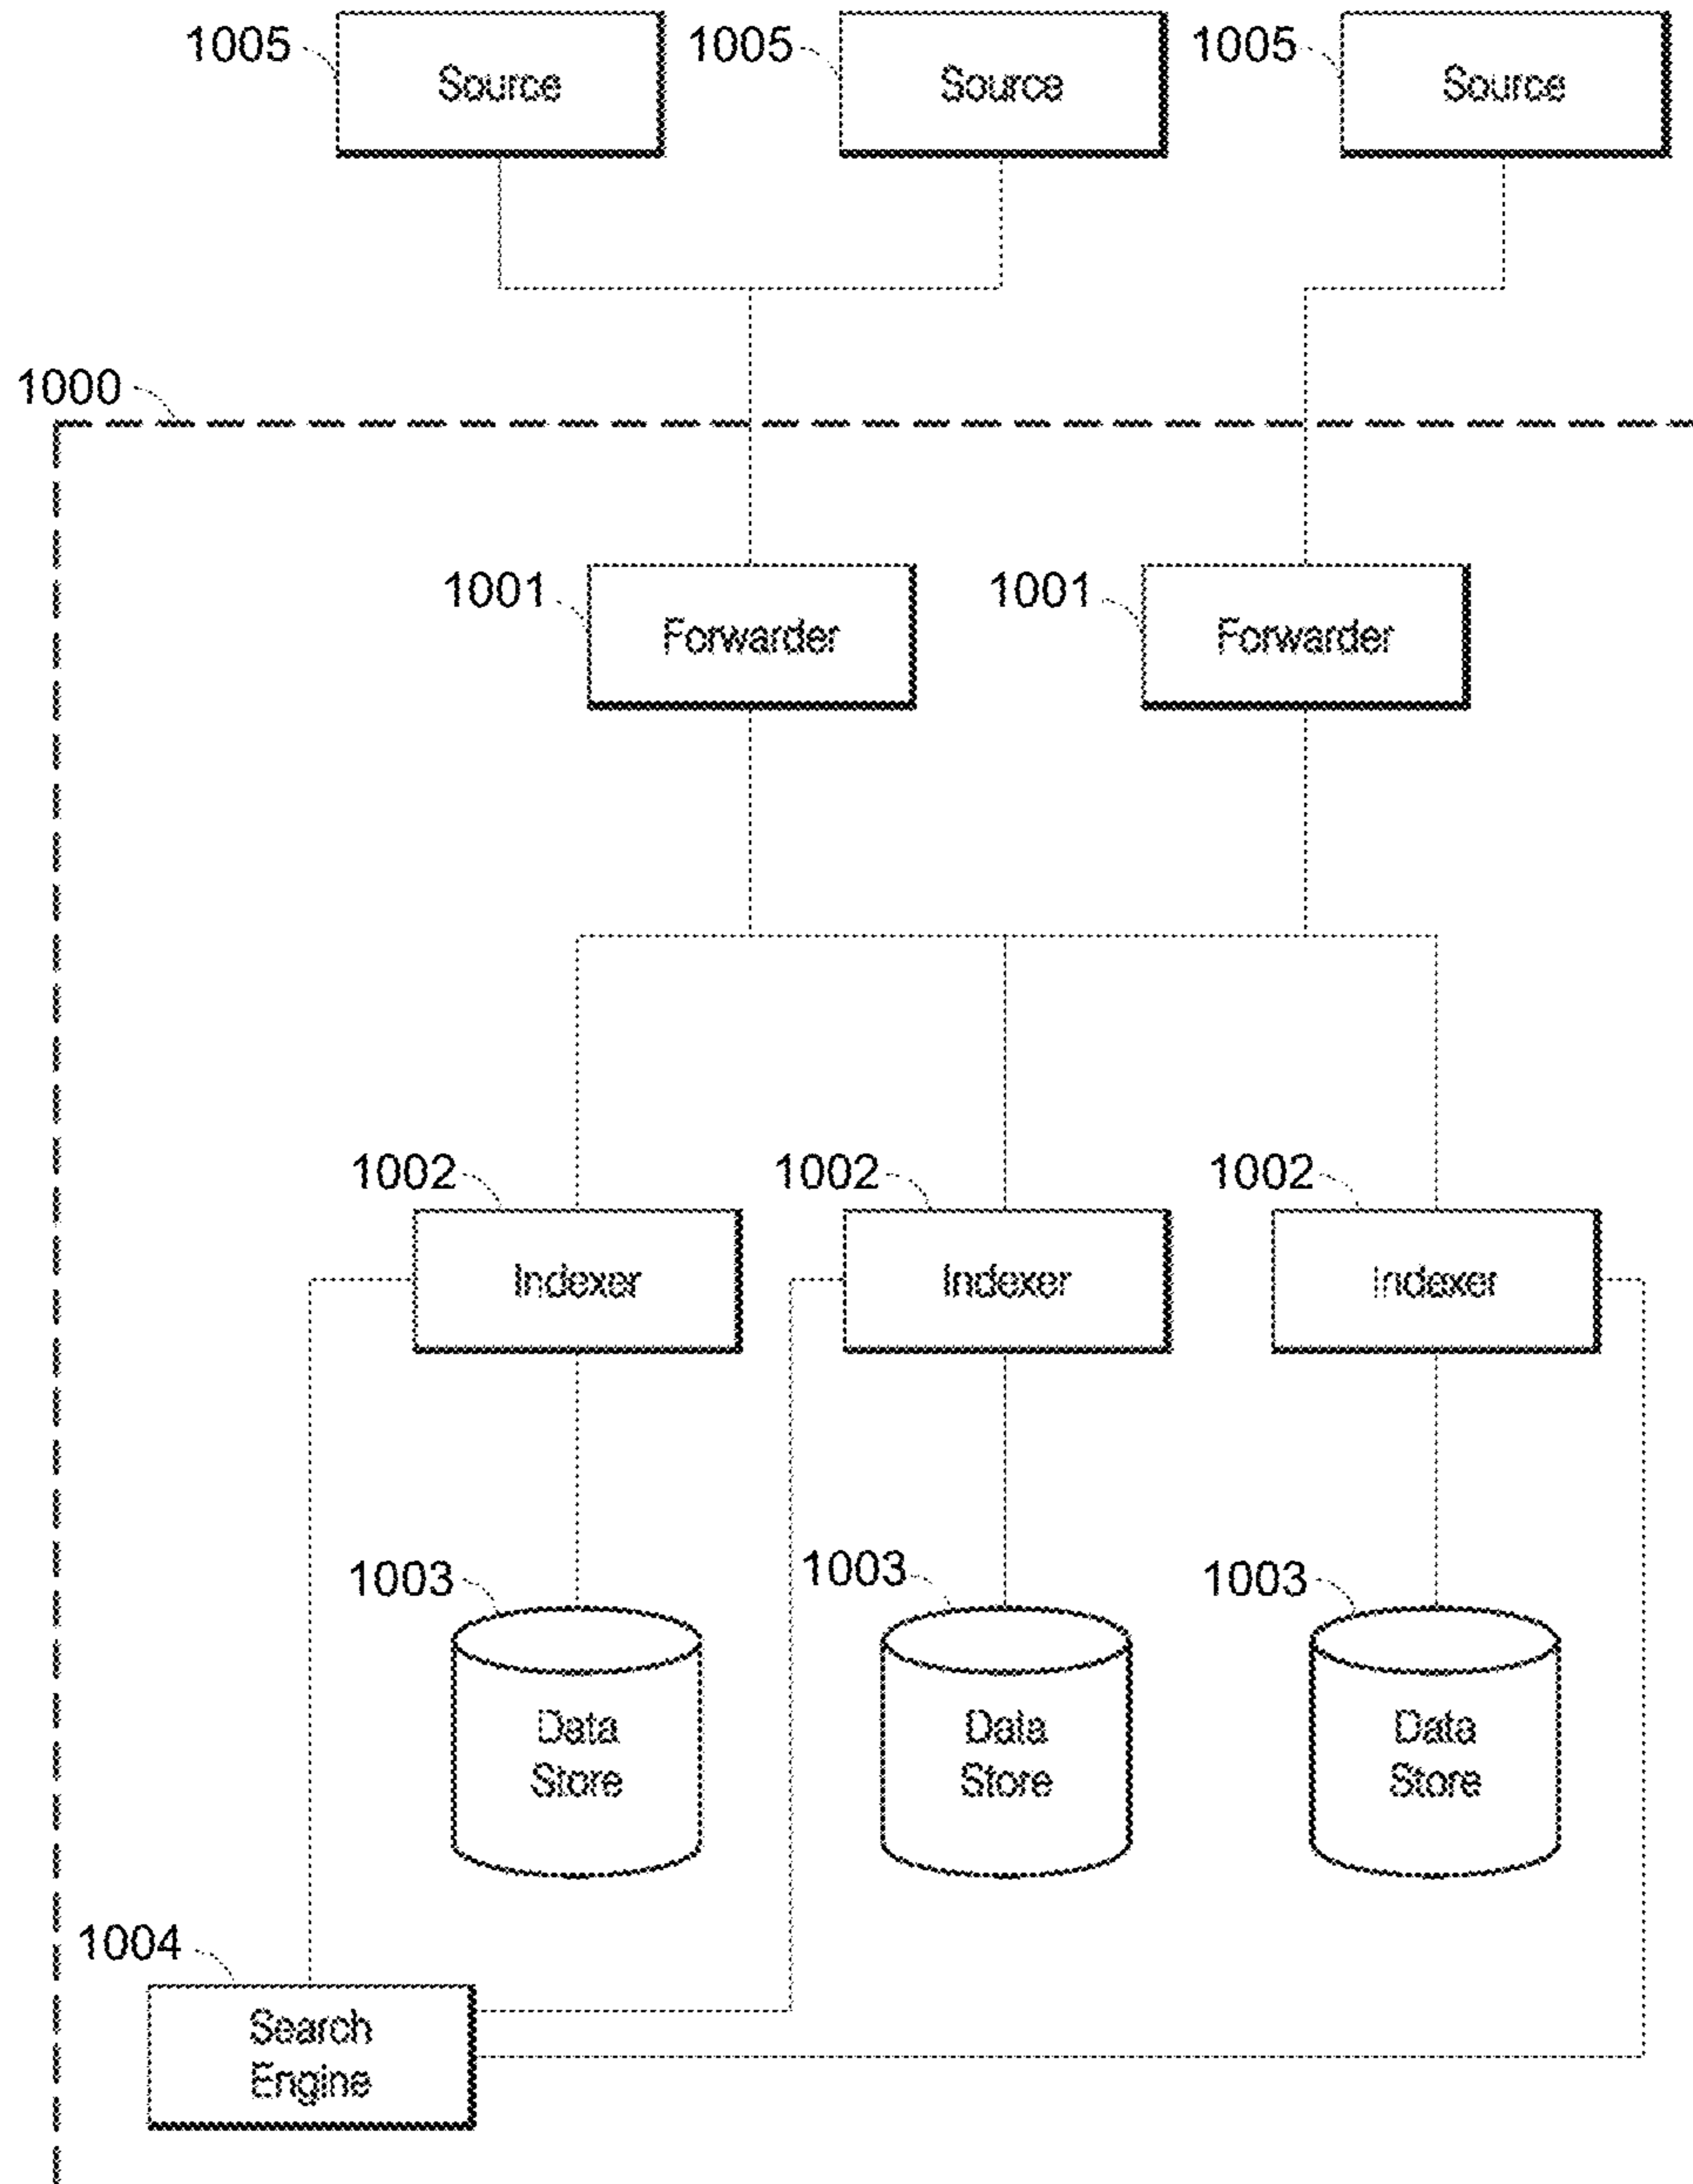 1005 Source 1005 Source 1005 Source
1000
1001 Forwarder 1001 Forwarder
1002 1002 1002
Indexer Indexer Indexer
1003 1003 1003
Data Data Data
Store Store Store
1004
Search
Engine